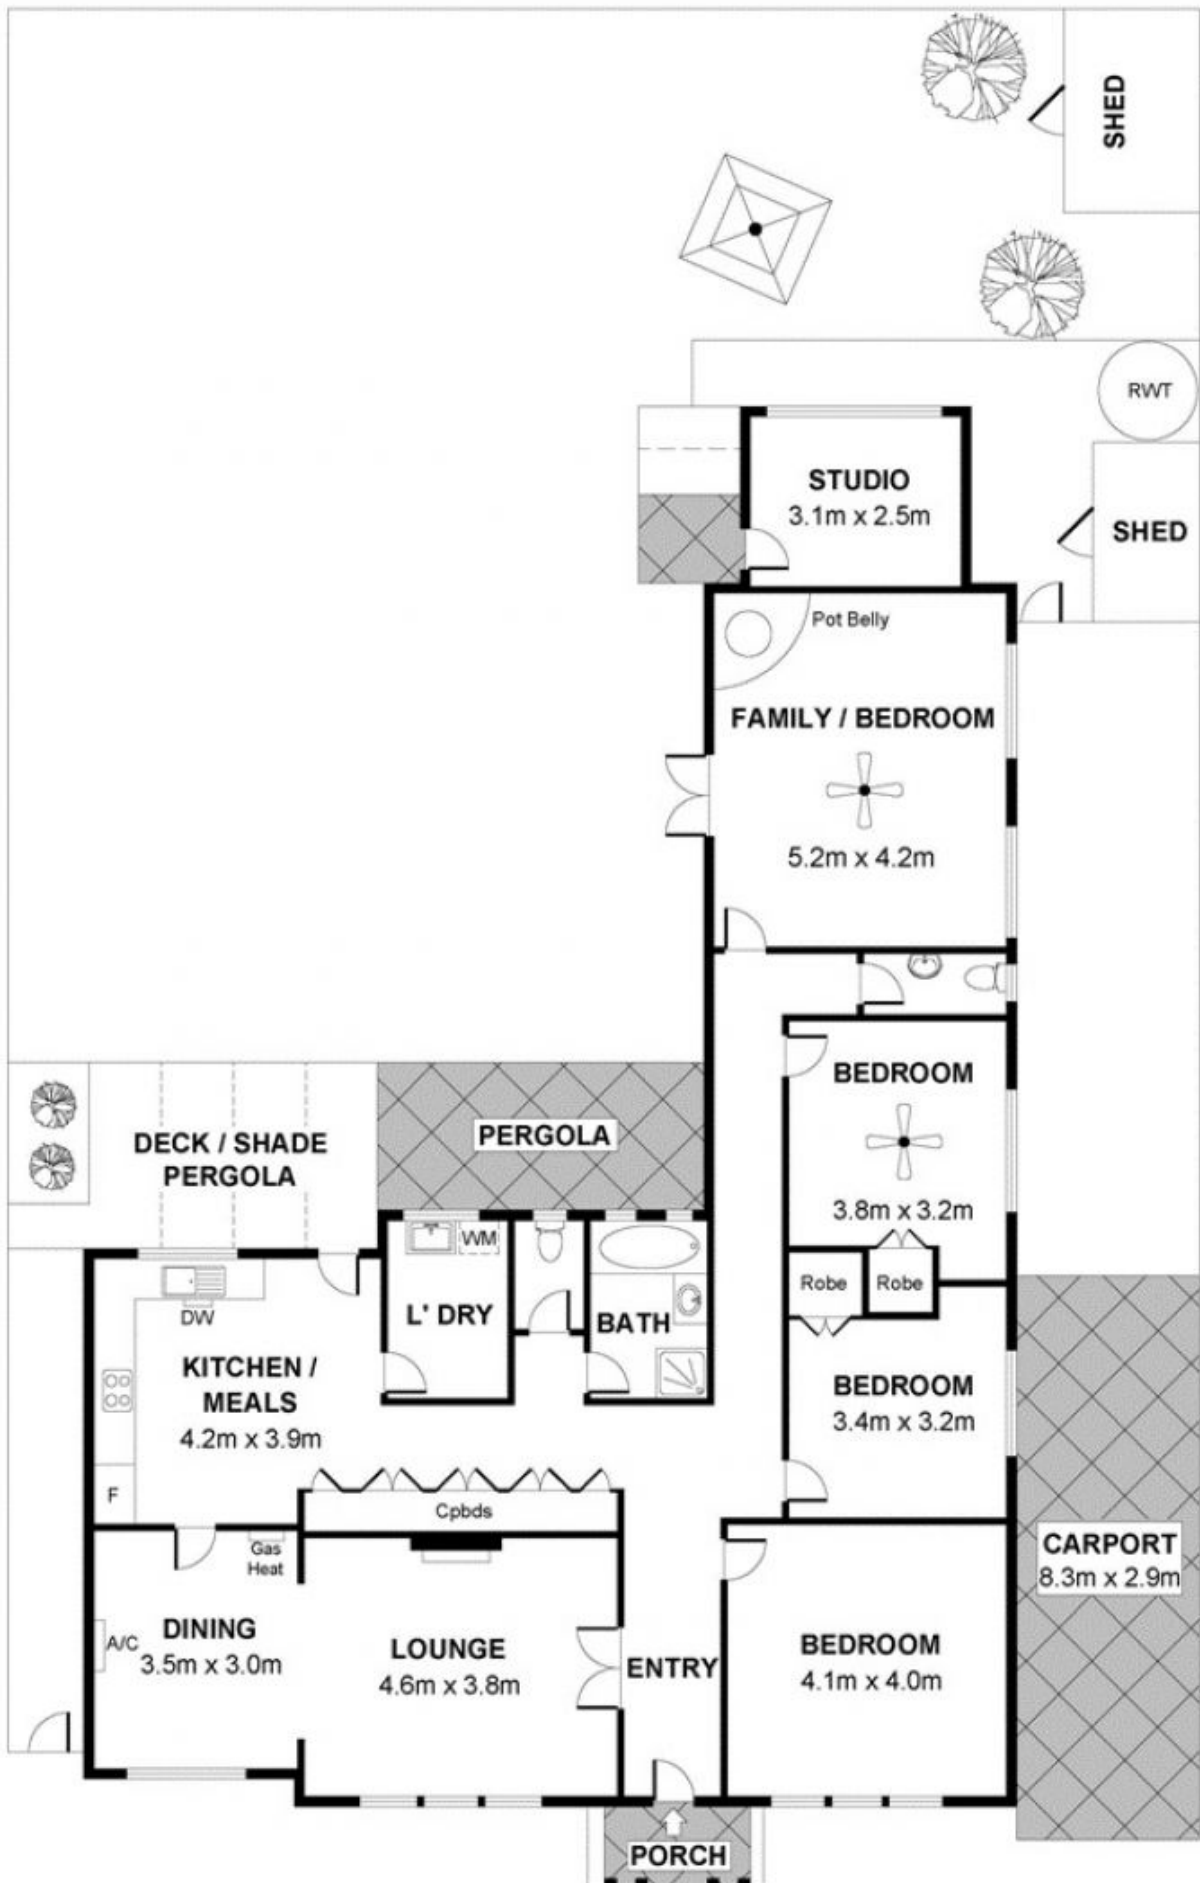 SHED
RWT
STUDIO
3.1m x 2.5m
SHED
Pot Belly
FAMILY / BEDROOM
5.2m x 4.2m
BEDROOM
3.8m x 3.2m
DECK / SHADE
PERGOLA
PERGOLA
WM
L' DRY
BATH
Robe
Robe
DW
KITCHEN /
MEALS
4.2m x 3.9m
F
BEDROOM
3.4m x 3.2m
Cpbds
Gas
Heat
CARPORT
8.3m x 2.9m
A/C
DINING
3.5m x 3.0m
LOUNGE
4.6m x 3.8m
ENTRY
BEDROOM
4.1m x 4.0m
PORCH